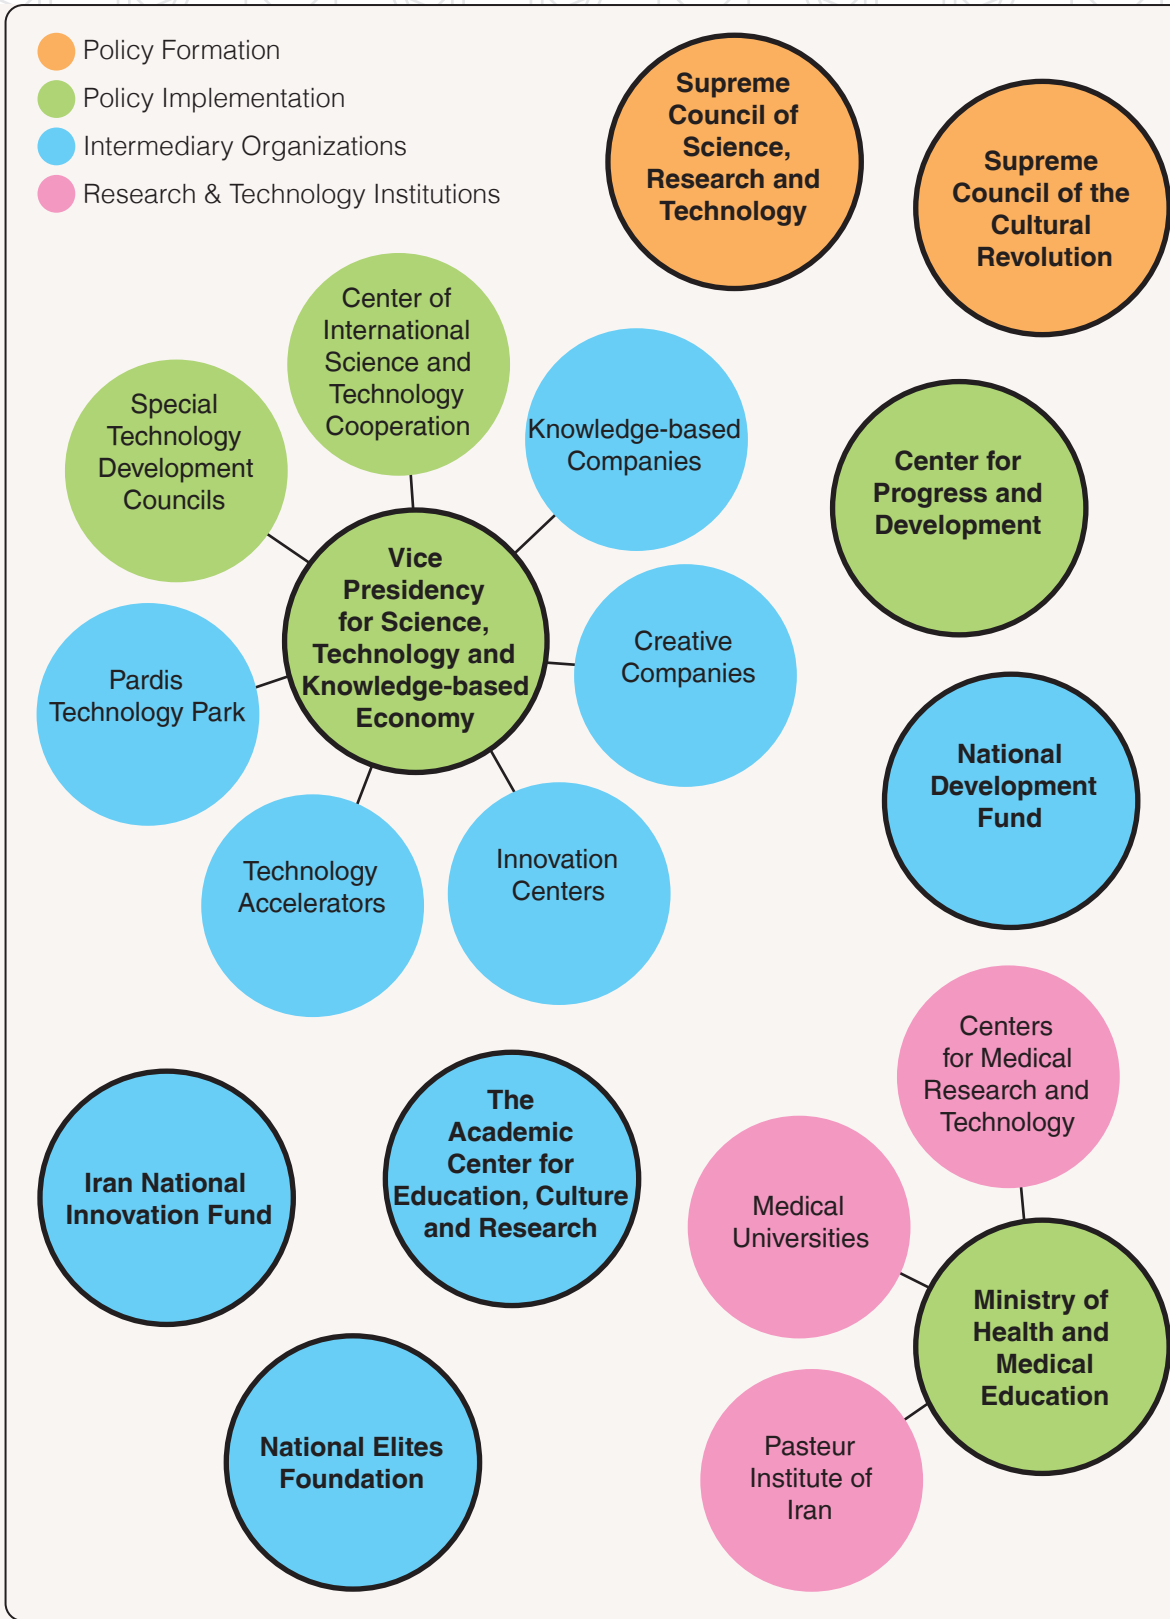 Policy Formation
Policy Implementation
Intermediary Organizations
Research & Technology Institutions
Supreme
Council of
Science,
Research and
Technology
Supreme
Council of the
Cultural
Revolution
Center of
International
Science and
Technology
Cooperation
Special
Technology
Development
Councils
Knowledge-based
Companies
Center for
Progress and
Development
Vice
Presidency
for Science,
Technology and
Knowledge-based
Economy
Creative
Companies
Pardis
Technology Park
National
Development
Fund
Technology
Accelerators
Innovation
Centers
Centers
for Medical
Research and
Technology
The
Academic
Center for
Education, Culture
and Research
Iran National
Innovation Fund
Medical
Universities
Ministry of
Health and
Medical
Education
National Elites
Foundation
Pasteur
Institute of
Iran